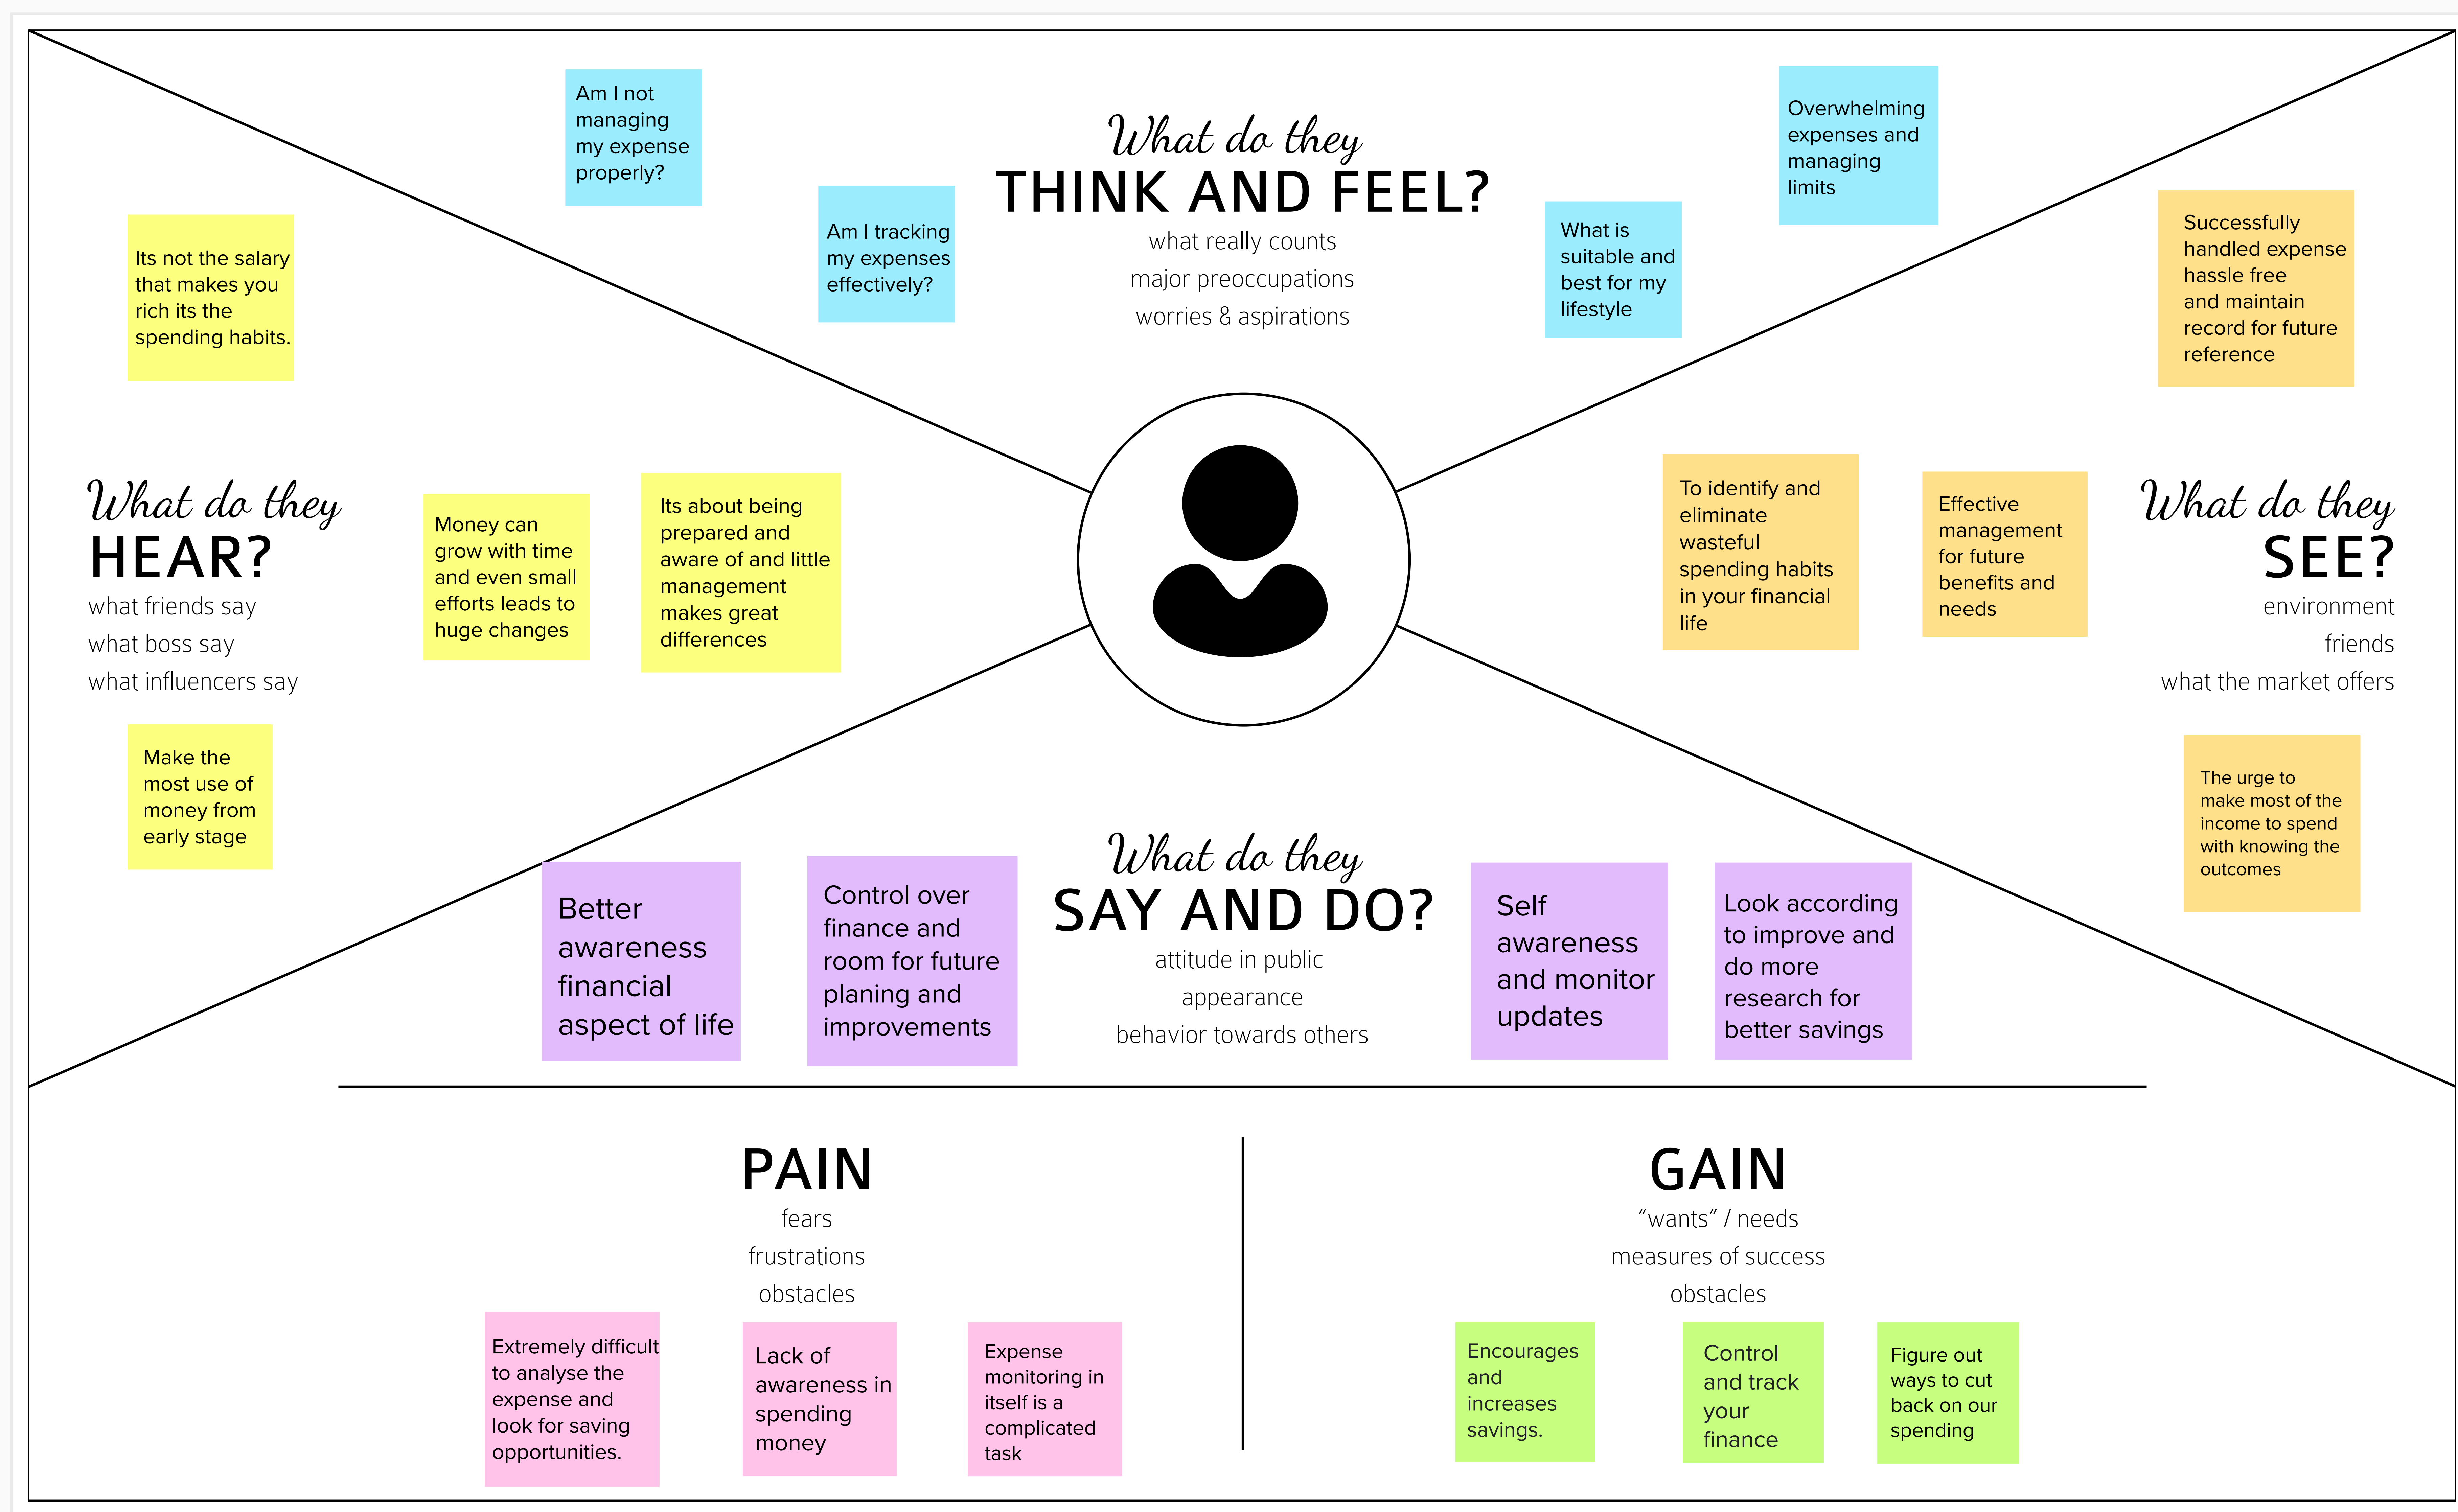 Am I not
managing
my expense
properly?
Am I tracking
my expenses
effectively?
What do they
THINK AND FEEL?
what really counts
major preoccupations
worries & aspirations
What is
suitable and
best for my
lifestyle
Overwhelming
expenses and
managing
limits
Its not the salary
that makes you
rich its the
spending habits.
What do they
HEAR?
what friends say
what boss say
what influencers say
Money can
grow with time
and even small
efforts leads to
huge changes
Its about being
prepared and
aware of and little
management
makes great
differences
Make the
most use of
money from
early stage
Successfully
handled expense
hassle free
and maintain
record for future
reference
To identify and
eliminate
wasteful
spending habits
in your financial
life
Effective
management
for future
benefits and
needs
What do they
SEE?
environment
friends
what the market offers
The urge to
make most of the
income to spend
with knowing the
outcomes
Better
awareness
financial
aspect of life
Control over
finance and
room for future
planing and
improvements
What do they
SAY AND DO?
attitude in public
appearance
behavior towards others
Self
awareness
and monitor
updates
Look according
to improve and
do more
research for
better savings
PAIN
fears
frustrations
obstacles
Extremely difficult
to analyse the
expense and
look for saving
opportunities.
Lack of
awareness in
spending
money
Expense
monitoring in
itself is a
complicated
task
GAIN
“wants” / needs
measures of success
obstacles
Encourages
and
increases
savings.
Control
and track
your
finance
Figure out
ways to cut
back on our
spending